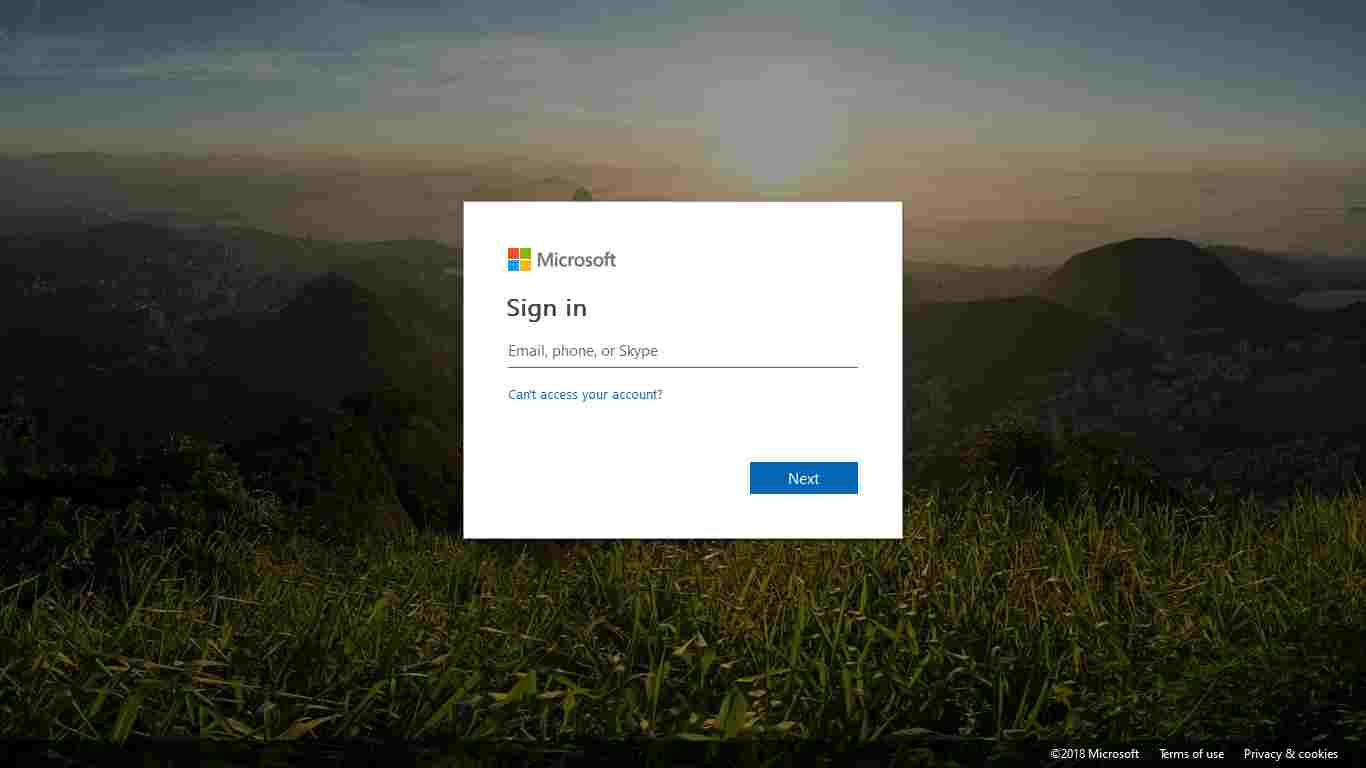 Microsoft
Sign in
Email, phone, or Skype
Can't access your account?
Next
©2018 Microsoft Terms of use Privacy & cookies